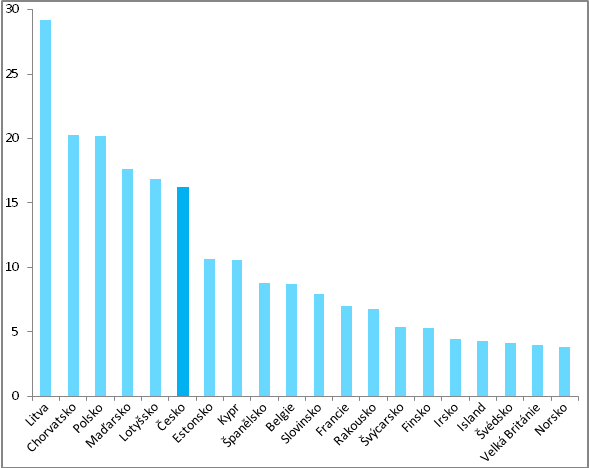 30
25
20
15
10
5
0
Litva
Chorvatsko
Polsko
Maďarsko
Lotyšsko
Česko
Estonsko
Kypr
Španělsko
Belgie
Slovinsko
Francie
Rakousko
Švýcarsko
Finsko
Irsko
Island
Švédsko
Velká Británie
Norsko